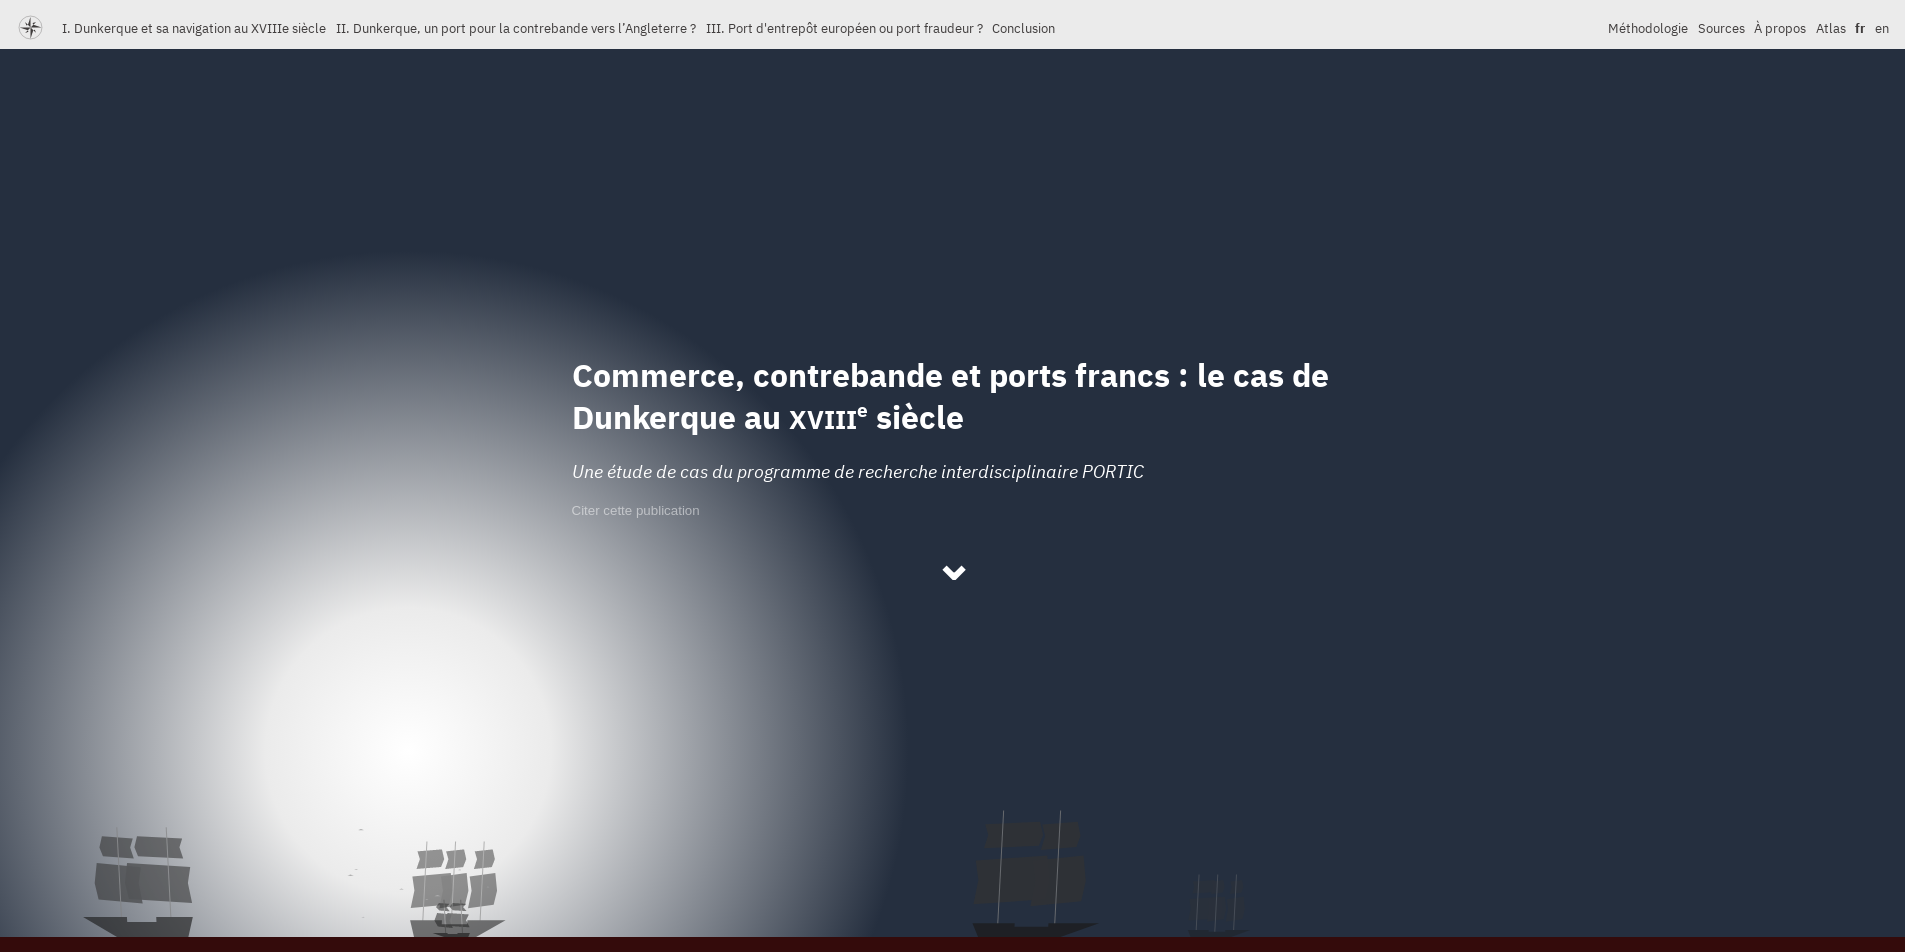 I. Dunkerque et sa navigation au XVIIIe siècle II. Dunkerque, un port pour la contrebande vers l’Angleterre ? III. Port d'entrepôt européen ou port fraudeur ? Conclusion Méthodologie Sources À propos Atlas fr en
Commerce, contrebande et ports francs : le cas de
Dunkerque au XVIIIe siècle
Une étude de cas du programme de recherche interdisciplinaire PORTIC
Citer cette publication